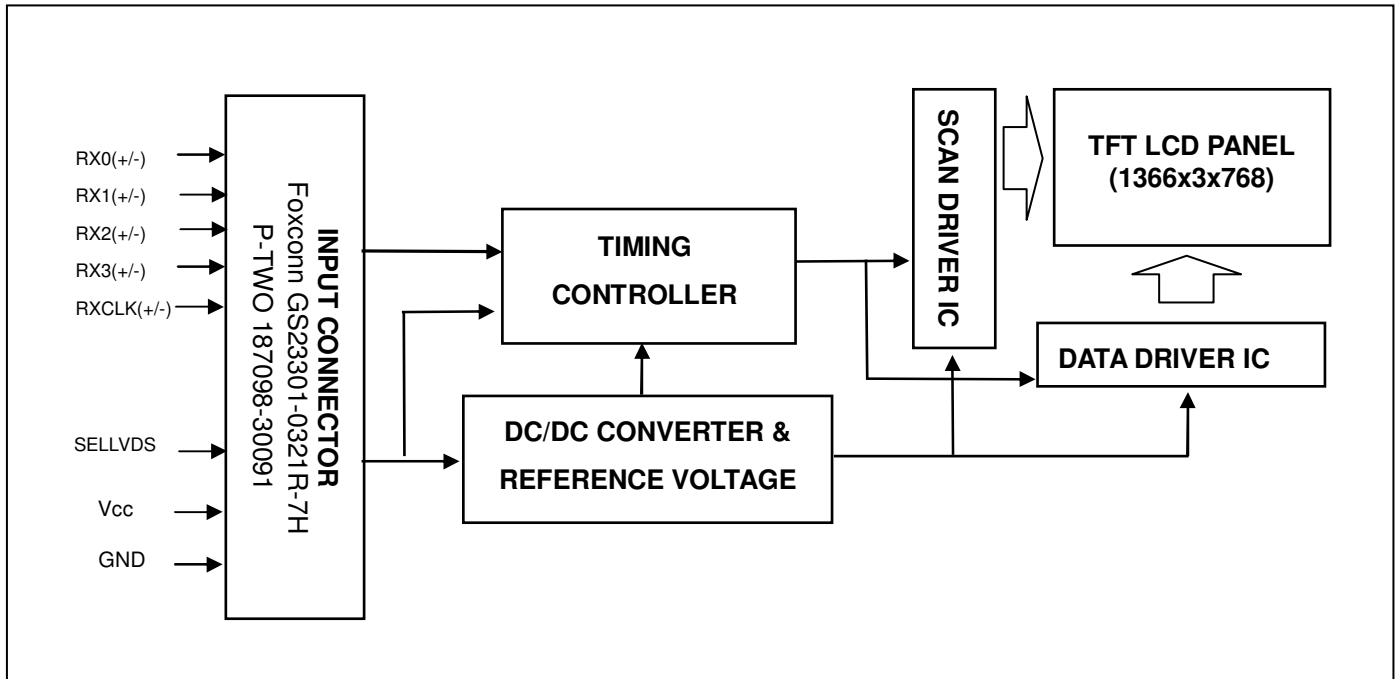 RX0(+/-)
RX1(+/-)
RX2(+/-)
RX3(+/-)
RXCLK(+/-)
SELLVDS
Vcc
GND
INPUT CONNECTOR
Foxconn GS23301-0321R-7H
P-TWO 187098-30091
TIMING
CONTROLLER
DC/DC CONVERTER &
REFERENCE VOLTAGE
SCAN DRIVER IC
TFT LCD PANEL
(1366x3x768)
DATA DRIVER IC